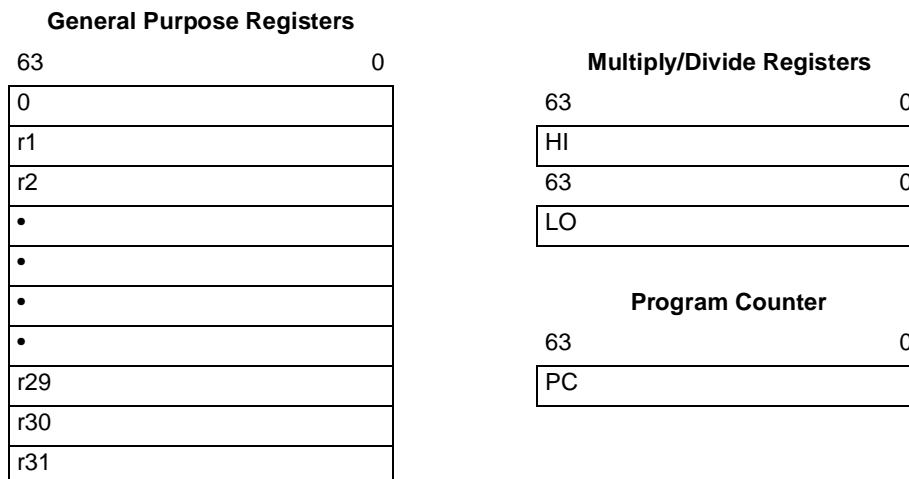 General Purpose Registers
63 0
0
r1
r2
•
•
•
•
r29
r30
r31
Multiply/Divide Registers
63 0
HI
63 0
LO
Program Counter
63 0
PC